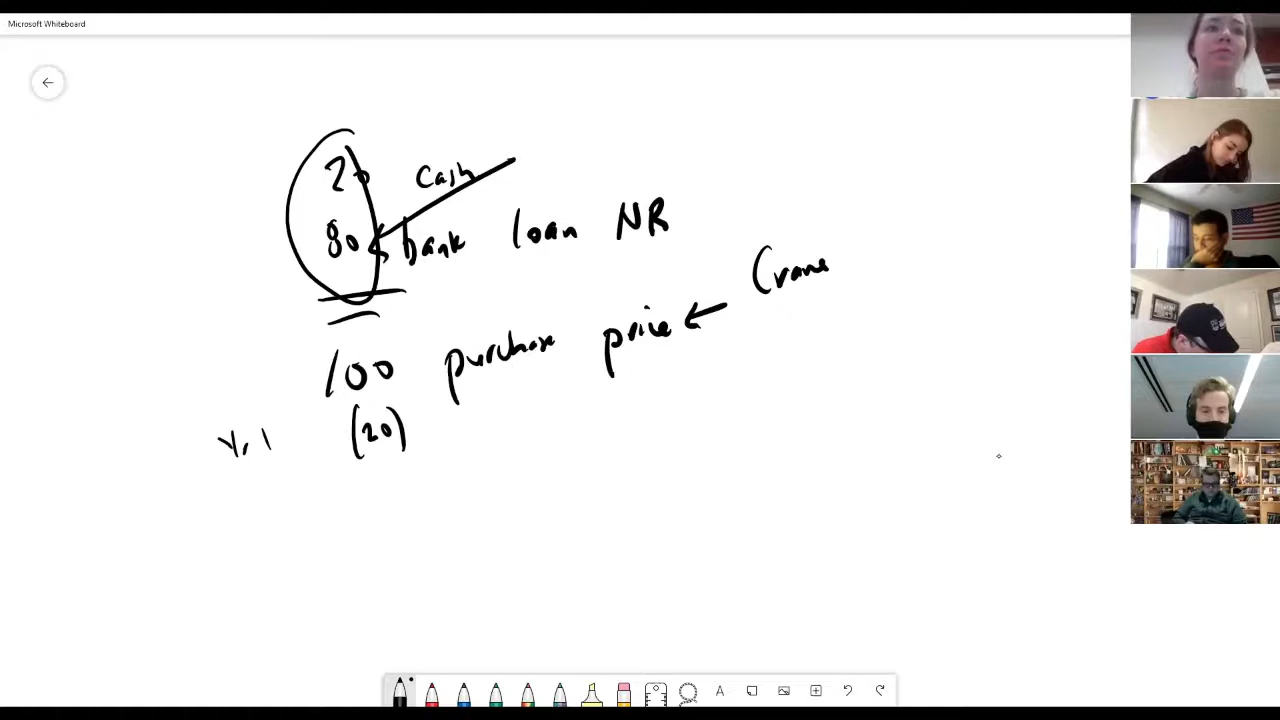 Microsoft Whiteboard
20 Cash
80 bank loan NR
Crane
100 purchase price
Yr 1 (20)
A